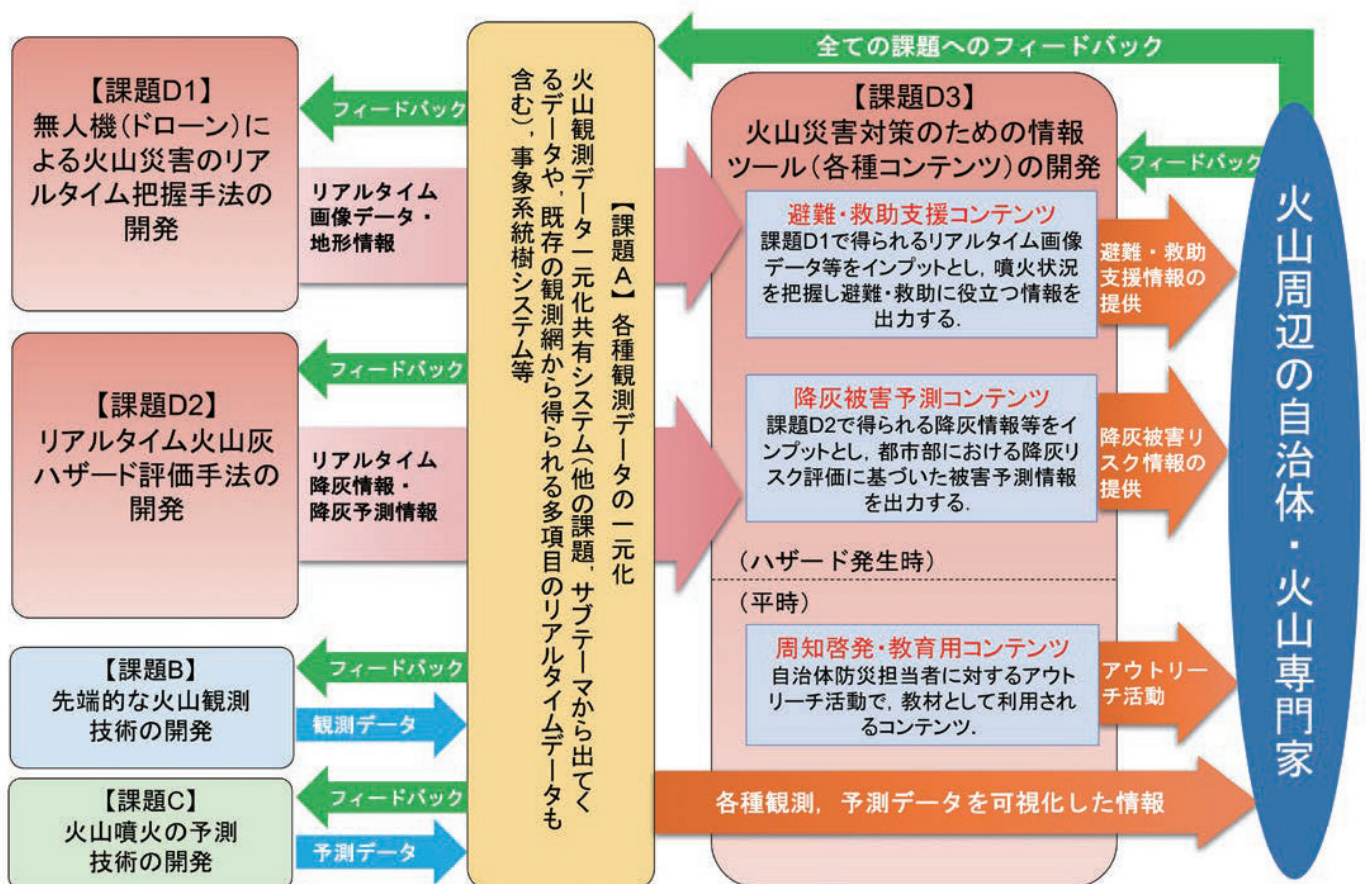 全ての課題へのフィードバック
【課題D1】
無人機(ドローン)に
よる火山災害のリア
ルタイム把握手法の
開発
フィードバック
リアルタイム
画像データ・
地形情報
【課題D2】
リアルタイム火山灰
ハザード評価手法の
開発
フィードバック
リアルタイム
降灰情報・
降灰予測情報
【課題B】
先端的な火山観測
技術の開発
フィードバック
観測データ
【課題C】
火山噴火の予測
技術の開発
フィードバック
予測データ
【課題A】各種観測データの一元化
火山観測データ一元化共有システム(他の課題，サブテーマから出てく
るデータや，既存の観測網から得られる多項目のリアルタイムデータも
含む)，事象系統樹システム等
【課題D3】
火山災害対策のための情報
ツール(各種コンテンツ)の開発
フィードバック
避難・救助支援コンテンツ
課題D1で得られるリアルタイム画像
データ等をインプットとし，噴火状況
を把握し避難・救助に役立つ情報を
出力する．
避難・救助
支援情報の
提供
降灰被害予測コンテンツ
課題D2で得られる降灰情報等をイ
ンプットとし，都市部における降灰リ
スク評価に基づいた被害予測情報
を出力する．
降灰被害リ
スク情報の
提供
(ハザード発生時)
(平時)
周知啓発・教育用コンテンツ
自治体防災担当者に対するアウト
リーチ活動で，教材として利用され
るコンテンツ．
アウトリー
チ活動
各種観測，予測データを可視化した情報
火山周辺の自治体・火山専門家